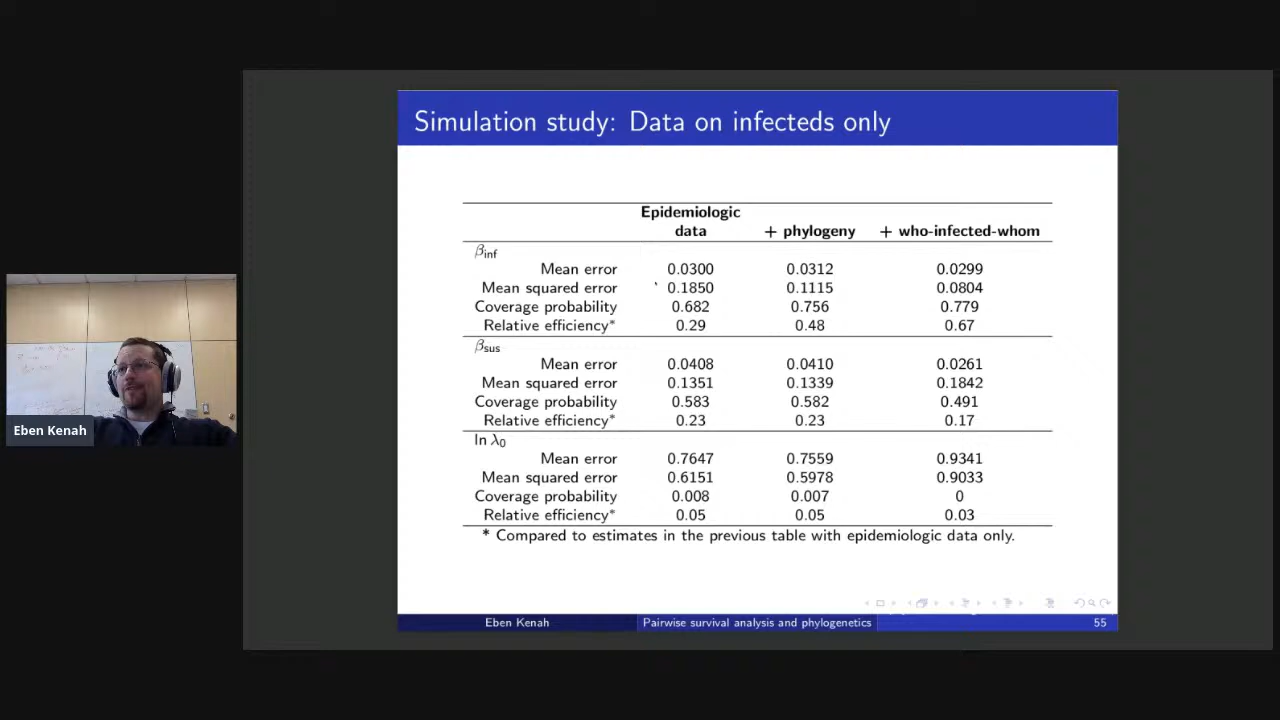 Simulation study: Data on infecteds only
Epidemiologic
data + phylogeny + who-infected-whom
βinf
Mean error 0.0300 0.0312 0.0299
Mean squared error 0.1850 0.1115 0.0804
Coverage probability 0.682 0.756 0.779
Relative efficiency* 0.29 0.48 0.67
βsus
Mean error 0.0408 0.0410 0.0261
Mean squared error 0.1351 0.1339 0.1842
Coverage probability 0.583 0.582 0.491
Relative efficiency* 0.23 0.23 0.17
ln λ0
Mean error 0.7647 0.7559 0.9341
Mean squared error 0.6151 0.5978 0.9033
Coverage probability 0.008 0.007 0
Relative efficiency* 0.05 0.05 0.03
* Compared to estimates in the previous table with epidemiologic data only.
Eben Kenah Pairwise survival analysis and phylogenetics 55
Eben Kenah